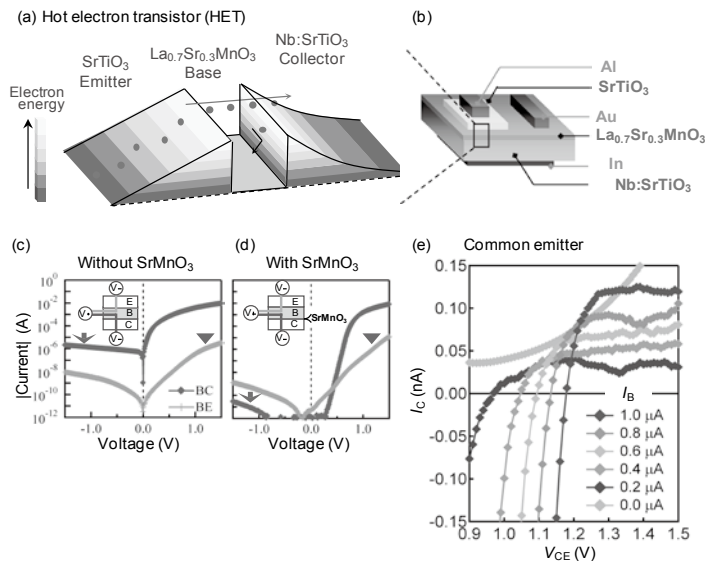 (a) Hot electron transistor (HET)
SrTiO3
Emitter
La0.7Sr0.3MnO3
Base
Nb:SrTiO3
Collector
Electron
energy
(b)
Al
SrTiO3
Au
La0.7Sr0.3MnO3
In
Nb:SrTiO3
(c)
Without SrMnO3
|Current| (A)
10^0
10^-2
10^-4
10^-6
10^-8
10^-10
10^-12
V-
E
V+
B
C
V-
BC
BE
-1.0
0.0
1.0
Voltage (V)
(d)
With SrMnO3
V-
E
V+
B
SrMnO3
C
V-
-1.0
0.0
1.0
Voltage (V)
(e) Common emitter
IC (nA)
0.15
0.10
0.05
0.00
-0.05
-0.10
-0.15
IB
1.0 μA
0.8 μA
0.6 μA
0.4 μA
0.2 μA
0.0 μA
0.9 1.0 1.1 1.2 1.3 1.4 1.5
VCE (V)